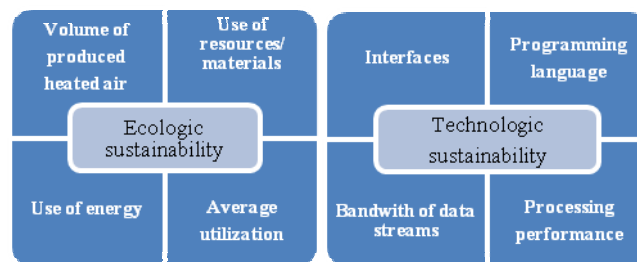 Volume of
produced
heated air
Use of
resources/
materials
Ecologic
sustainability
Use of energy
Average
utilization
Interfaces
Programming
language
Technologic
sustainability
Bandwith of data
streams
Processing
performance